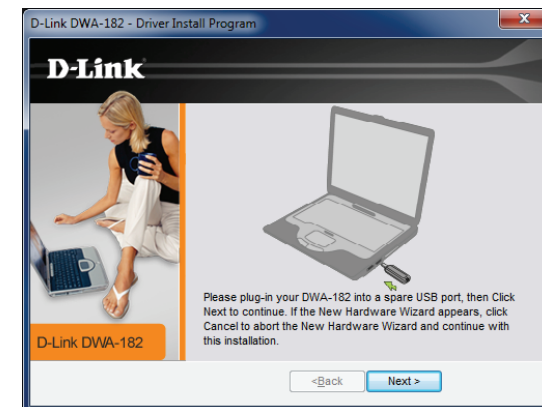 D-Link DWA-182 - Driver Install Program
D-Link
Please plug-in your DWA-182 into a spare USB port, then Click
Next to continue. If the New Hardware Wizard appears, click
Cancel to abort the New Hardware Wizard and continue with
this installation.
D-Link DWA-182
<Back
Next >